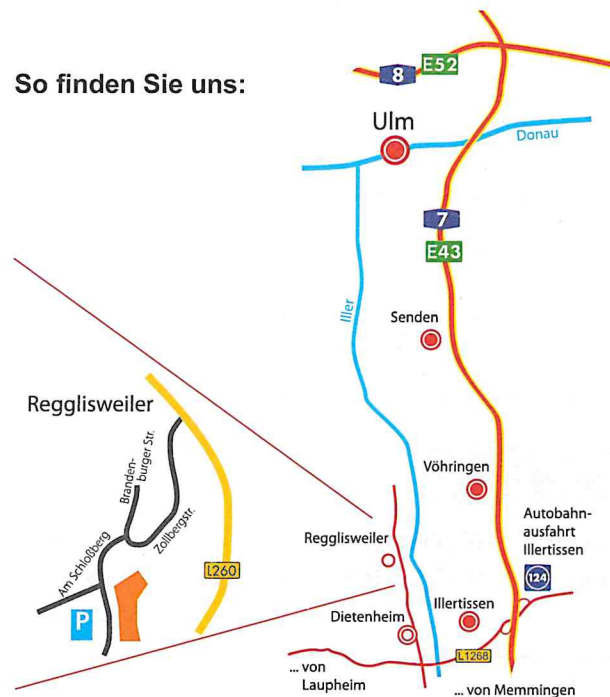 So finden Sie uns:
8
E52
Ulm
Donau
7
E43
Iller
Senden
Regglisweiler
Branden-
burger Str.
Zollbergstr.
Am Schloßberg
P
L260
Vöhringen
Autobahn-
ausfahrt
Illertissen
124
Regglisweiler
Dietenheim
Illertissen
L1268
... von
Laupheim
... von Memmingen